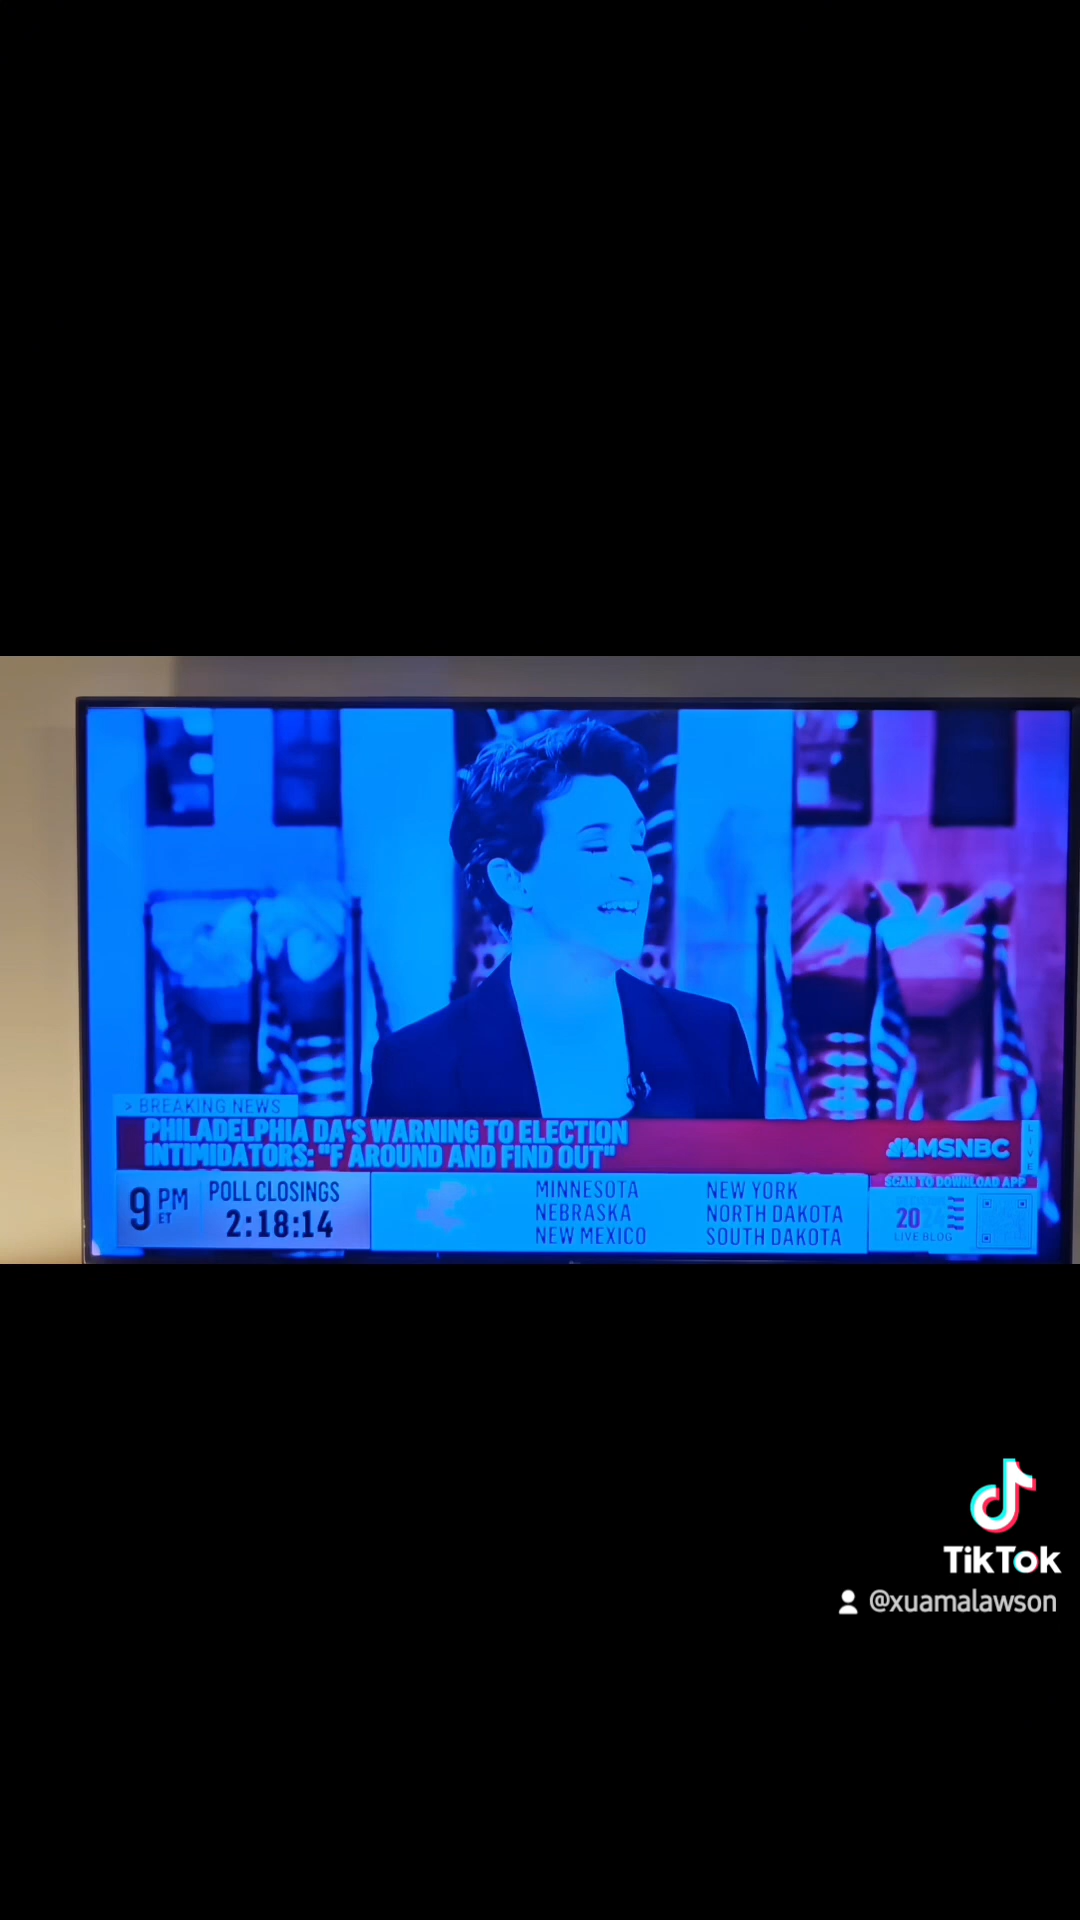 > BREAKING NEWS
PHILADELPHIA DA'S WARNING TO ELECTION
INTIMIDATORS: "F AROUND AND FIND OUT"
MSNBC
LIVE
SCAN TO DOWNLOAD APP
9 PM ET
POLL CLOSINGS
2:18:14
MINNESOTA
NEBRASKA
NEW MEXICO
NEW YORK
NORTH DAKOTA
SOUTH DAKOTA
2024
LIVE BLOG
TikTok
@xuamalawson